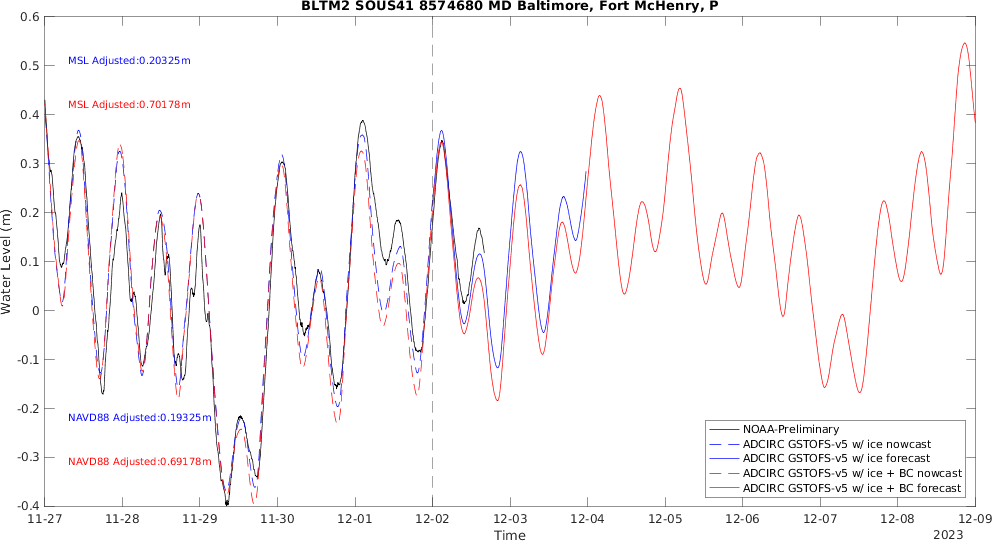 BLTM2 SOUS41 8574680 MD Baltimore, Fort McHenry, P
0.6
0.5
0.4
0.3
0.2
0.1
0
-0.1
-0.2
-0.3
-0.4
Water Level (m)
MSL Adjusted:0.20325m
MSL Adjusted:0.70178m
NAVD88 Adjusted:0.19325m
NAVD88 Adjusted:0.69178m
NOAA-Preliminary
ADCIRC GSTOFS-v5 w/ ice nowcast
ADCIRC GSTOFS-v5 w/ ice forecast
ADCIRC GSTOFS-v5 w/ ice + BC nowcast
ADCIRC GSTOFS-v5 w/ ice + BC forecast
11-27 11-28 11-29 11-30 12-01 12-02 12-03 12-04 12-05 12-06 12-07 12-08 12-09
Time
2023